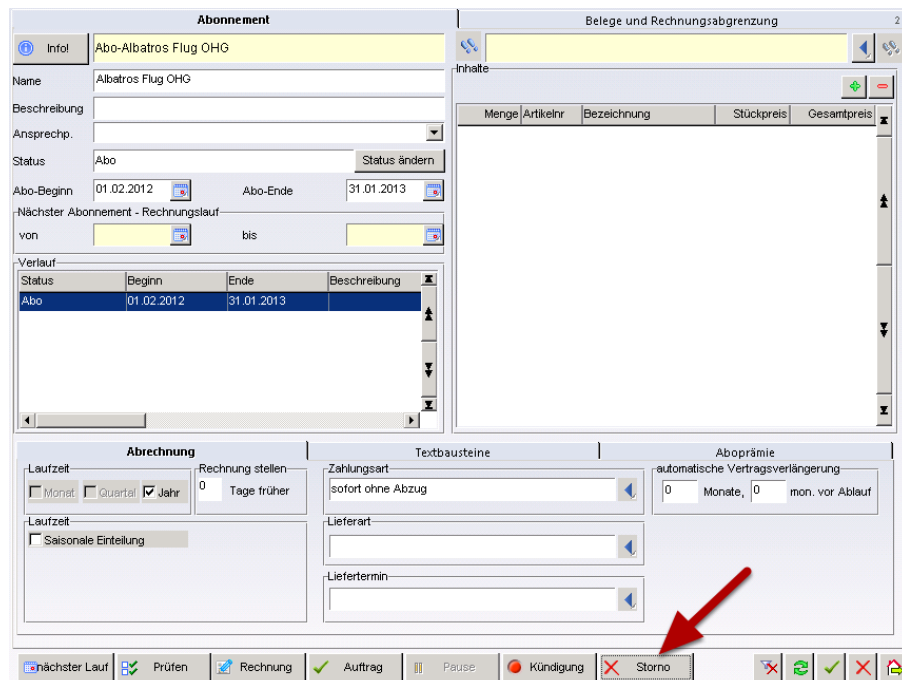 Abonnement
Belege und Rechnungsabgrenzung 2
Info!
Abo-Albatros Flug OHG
Name Albatros Flug OHG
Beschreibung
Ansprechp.
Status Abo Status ändern
Abo-Beginn 01.02.2012 Abo-Ende 31.01.2013
Nächster Abonnement - Rechnungslauf
von bis
Verlauf
Status Beginn Ende Beschreibung
Abo 01.02.2012 31.01.2013
Inhalte
Menge Artikelnr Bezeichnung Stückpreis Gesamtpreis
Abrechnung Textbausteine Aboprämie
Laufzeit
Monat Quartal Jahr
Rechnung stellen
0 Tage früher
Laufzeit
Saisonale Einteilung
Zahlungsart
sofort ohne Abzug
Lieferart
Liefertermin
automatische Vertragsverlängerung
0 Monate, 0 mon. vor Ablauf
nächster Lauf Prüfen Rechnung Auftrag Pause Kündigung Storno